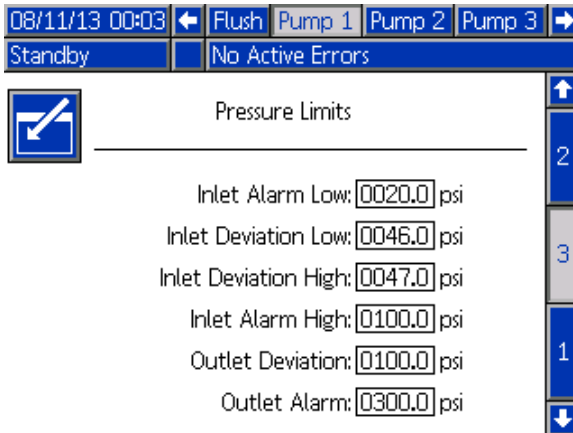 08/11/13 00:03 Flush Pump 1 Pump 2 Pump 3
Standby No Active Errors
Pressure Limits
2
Inlet Alarm Low: 0020.0 psi
Inlet Deviation Low: 0046.0 psi
3
Inlet Deviation High: 0047.0 psi
Inlet Alarm High: 0100.0 psi
1
Outlet Deviation: 0100.0 psi
Outlet Alarm: 0300.0 psi